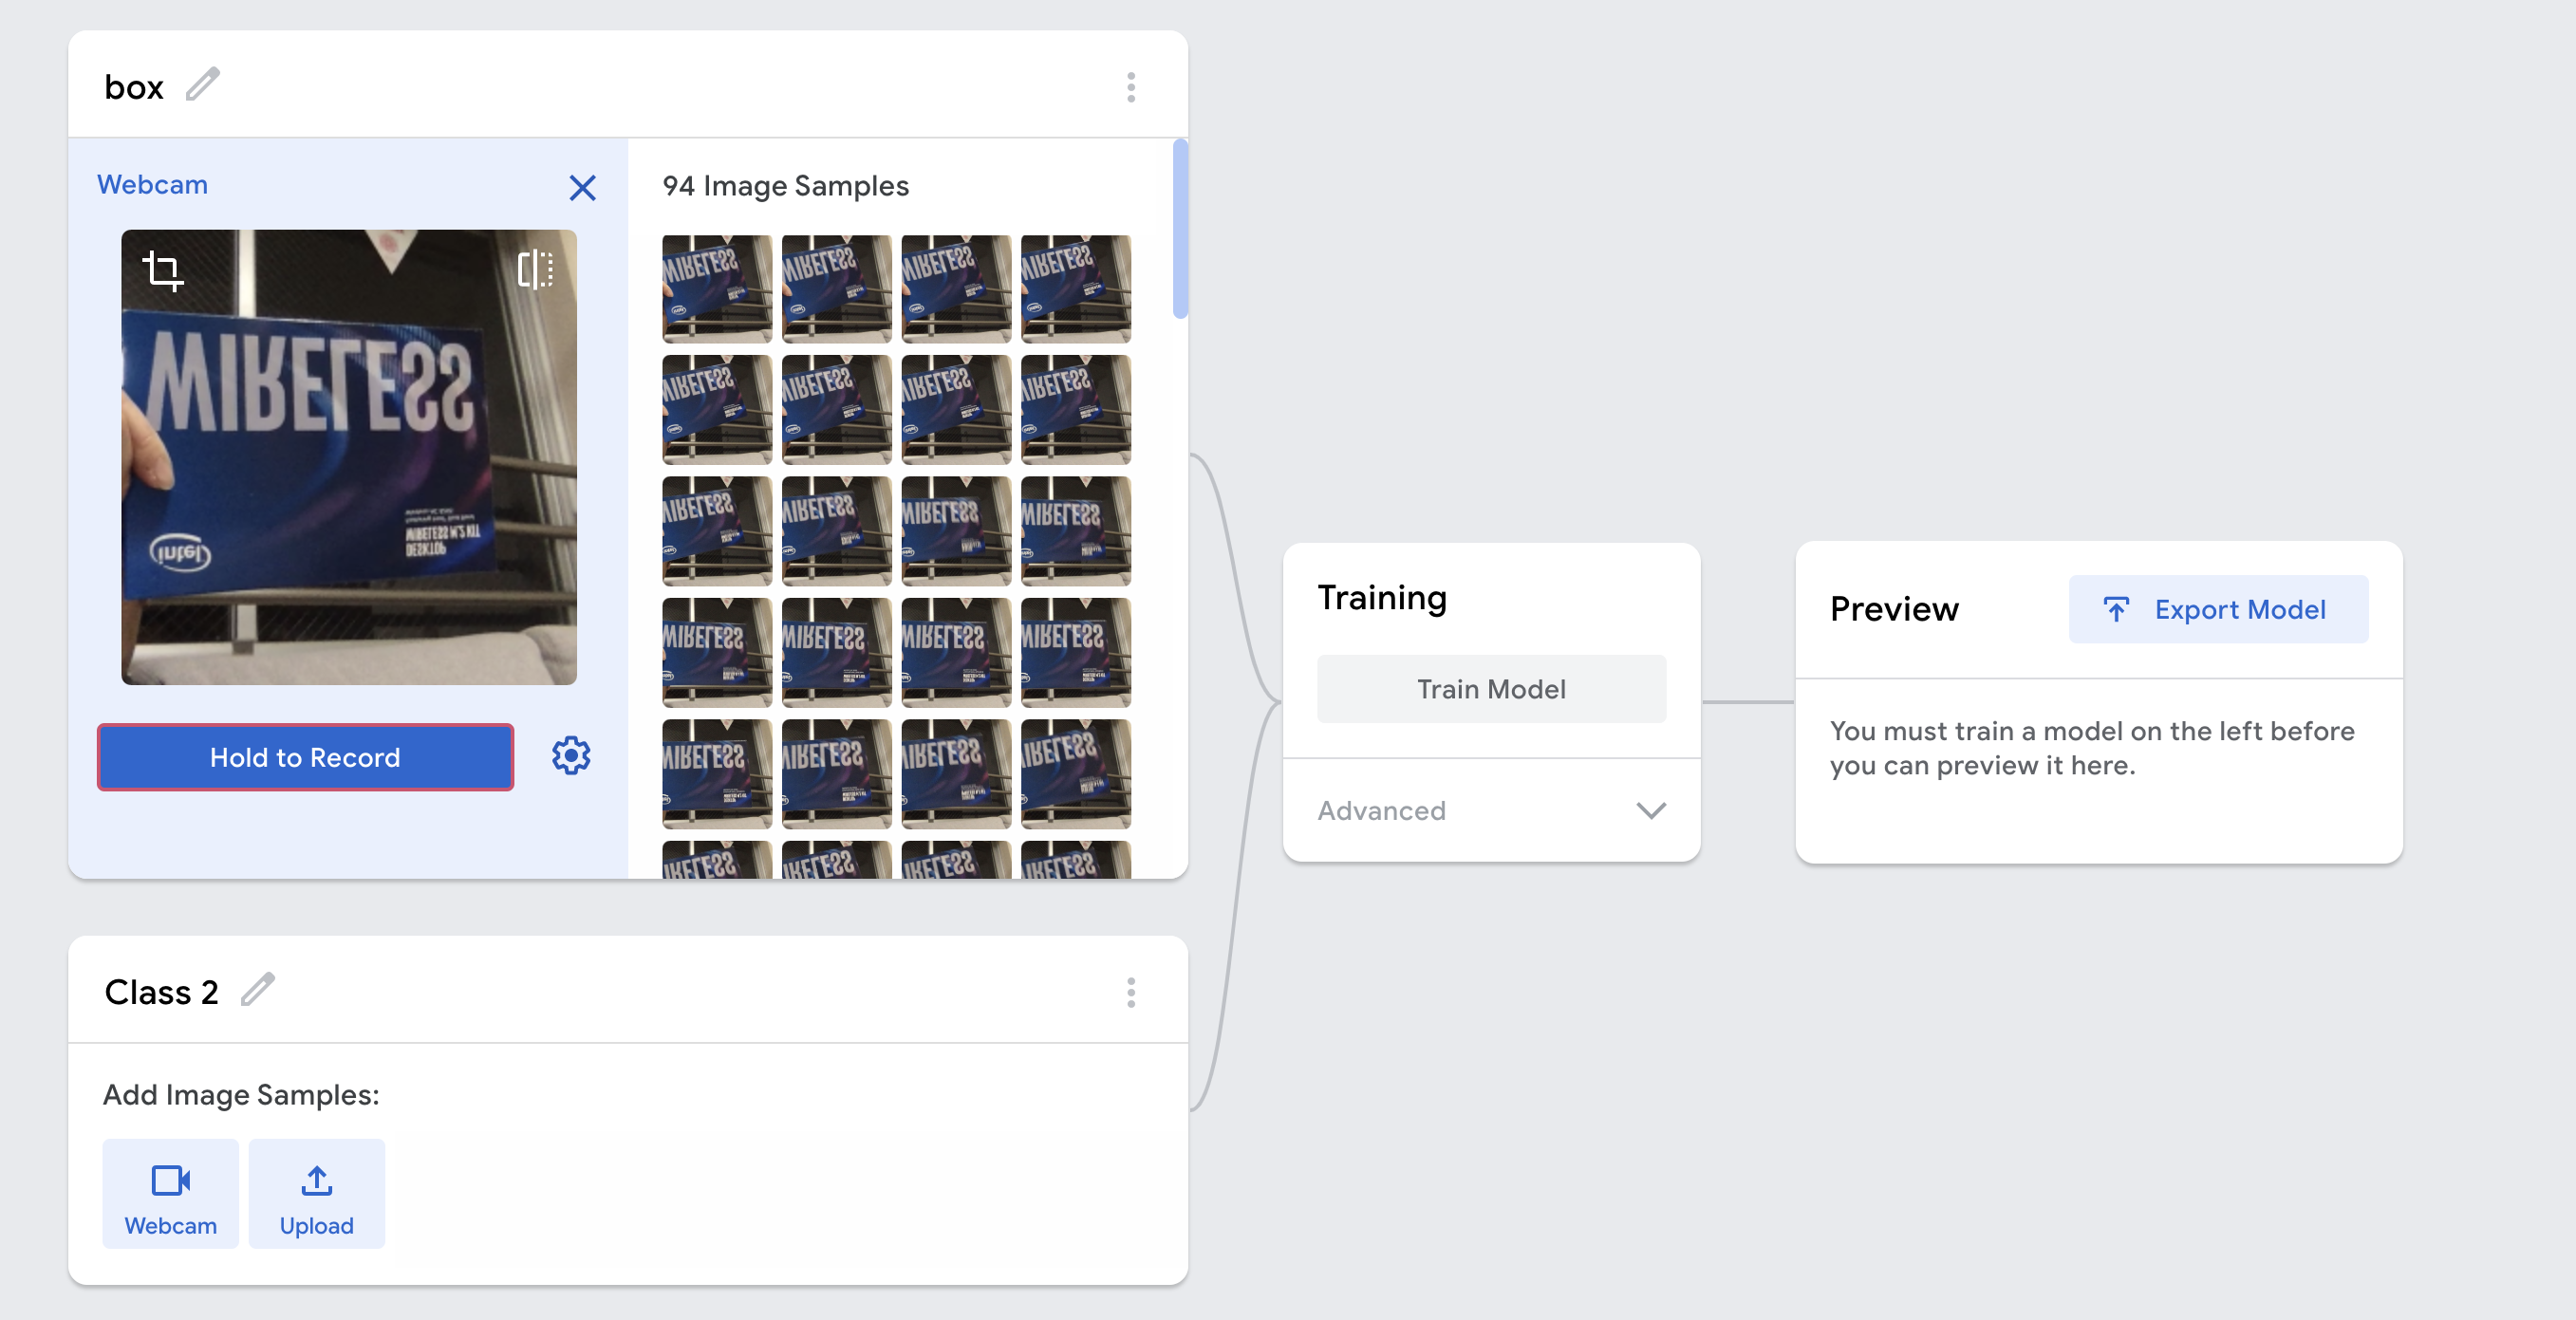 box
Webcam
94 Image Samples
WIRELESS
intel
WIRELESS M.2 KIT
DESKTOP
Hold to Record
Training
Train Model
Advanced
Preview
Export Model
You must train a model on the left before
you can preview it here.
Class 2
Add Image Samples:
Webcam
Upload